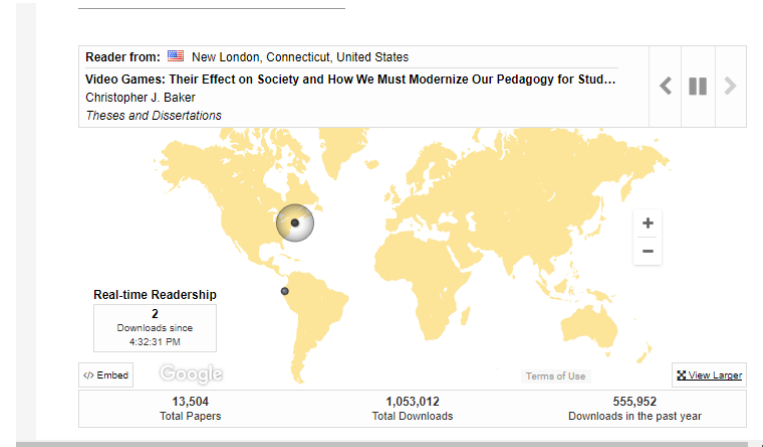 Reader from: New London, Connecticut, United States
Video Games: Their Effect on Society and How We Must Modernize Our Pedagogy for Stud...
Christopher J. Baker
Theses and Dissertations
+
−
Real-time Readership
2
Downloads since
4:32:31 PM
</> Embed
Google
Terms of Use
View Larger
13,504
Total Papers
1,053,012
Total Downloads
555,952
Downloads in the past year